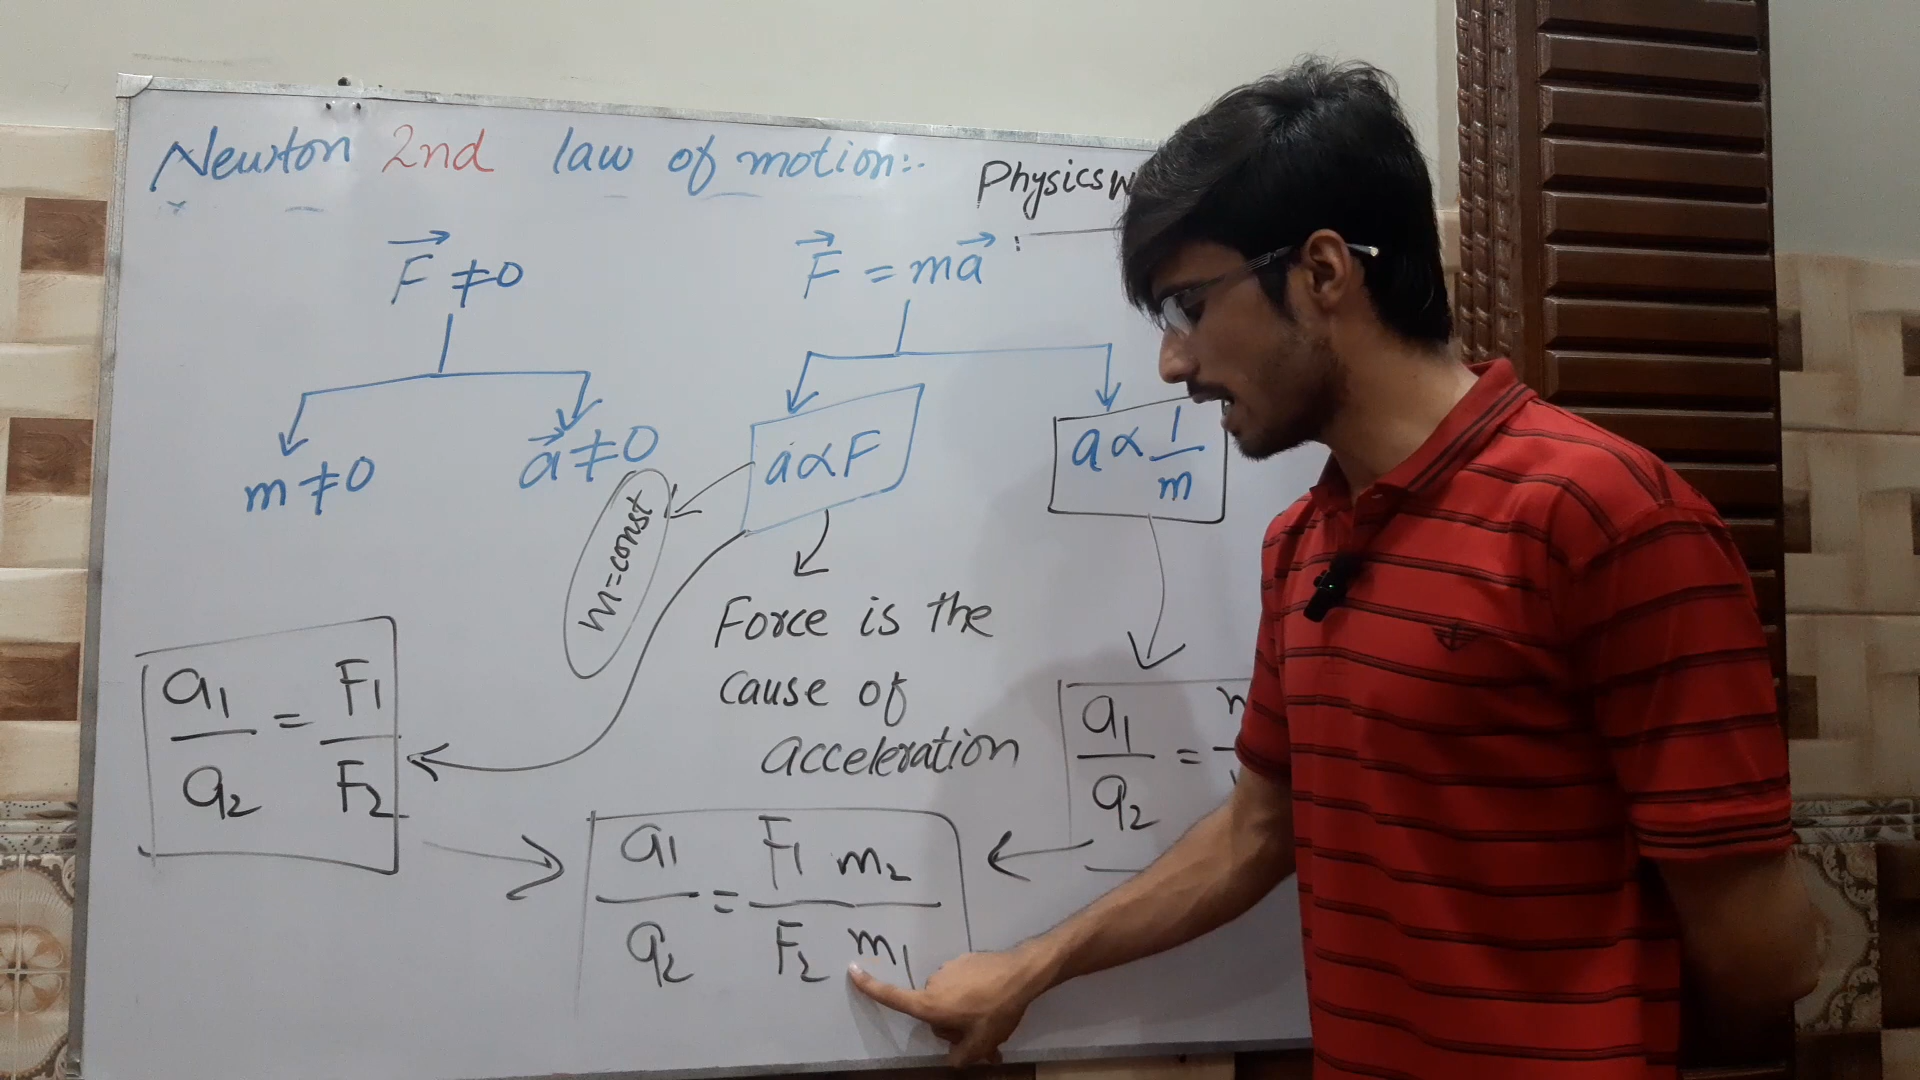 Newton 2nd law of motion:-
Physics
F⃗ ≠ 0
F⃗ = ma⃗
m ≠ 0
a⃗ ≠ 0
a ∝ F
a ∝ 1/m
m = const
Force is the
cause of
acceleration
a₁/a₂ = F₁/F₂
a₁/a₂ =
a₁/a₂ = F₁ m₂/F₂ m₁